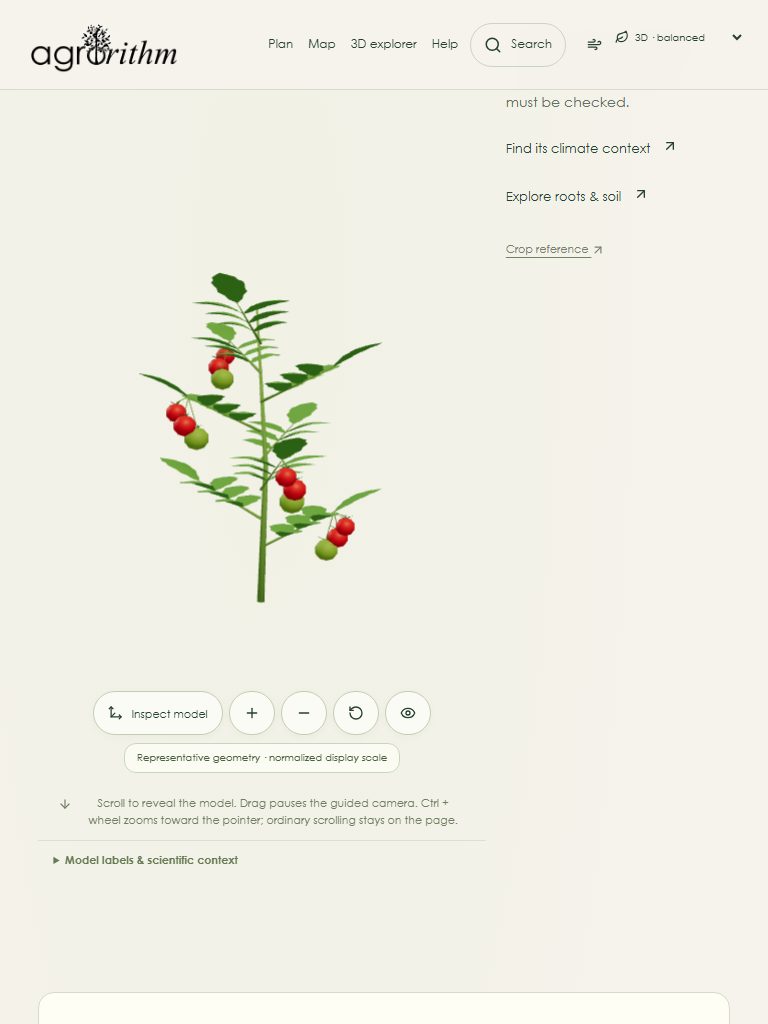 agrorithm
Plan
Map
3D explorer
Help
Search
3D · balanced
must be checked.
Find its climate context
Explore roots & soil
Crop reference
Inspect model
Representative geometry · normalized display scale
Scroll to reveal the model. Drag pauses the guided camera. Ctrl +
wheel zooms toward the pointer; ordinary scrolling stays on the page.
Model labels & scientific context